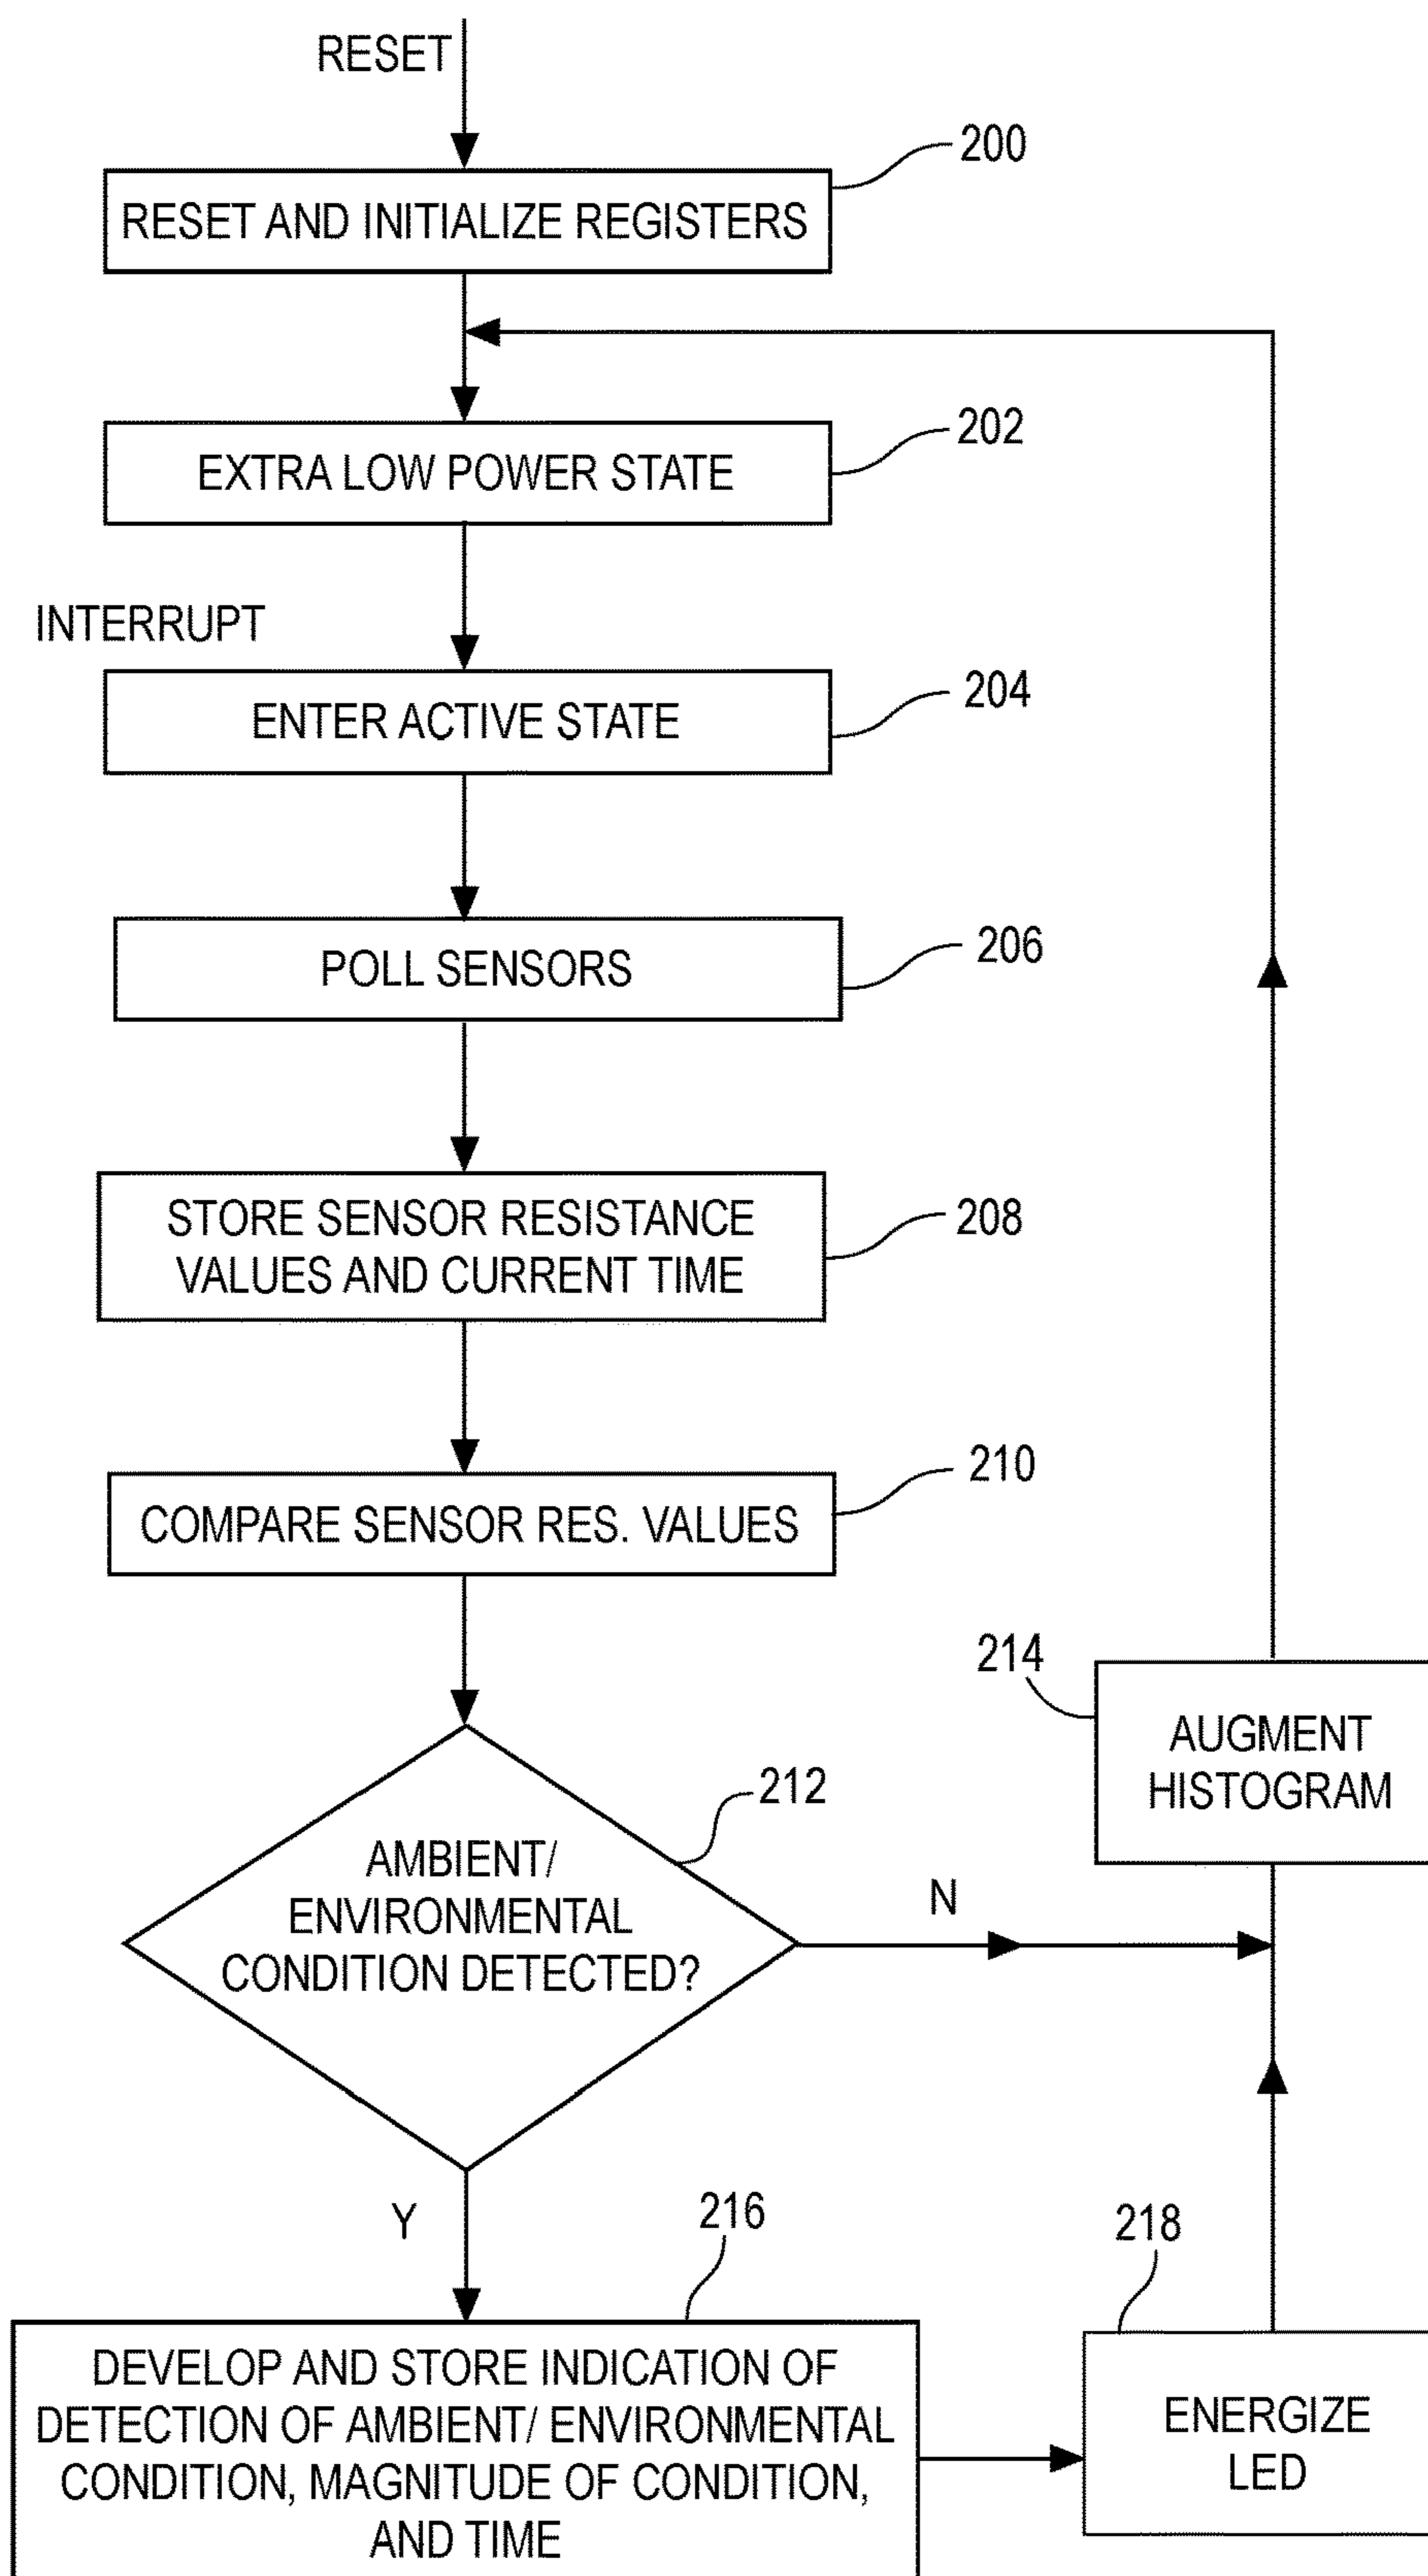 RESET
200
RESET AND INITIALIZE REGISTERS
202
EXTRA LOW POWER STATE
INTERRUPT
204
ENTER ACTIVE STATE
206
POLL SENSORS
208
STORE SENSOR RESISTANCE
VALUES AND CURRENT TIME
210
COMPARE SENSOR RES. VALUES
214
AUGMENT
HISTOGRAM
212
AMBIENT/
ENVIRONMENTAL
CONDITION DETECTED?
N
Y
216
218
DEVELOP AND STORE INDICATION OF
DETECTION OF AMBIENT/ ENVIRONMENTAL
CONDITION, MAGNITUDE OF CONDITION,
AND TIME
ENERGIZE
LED